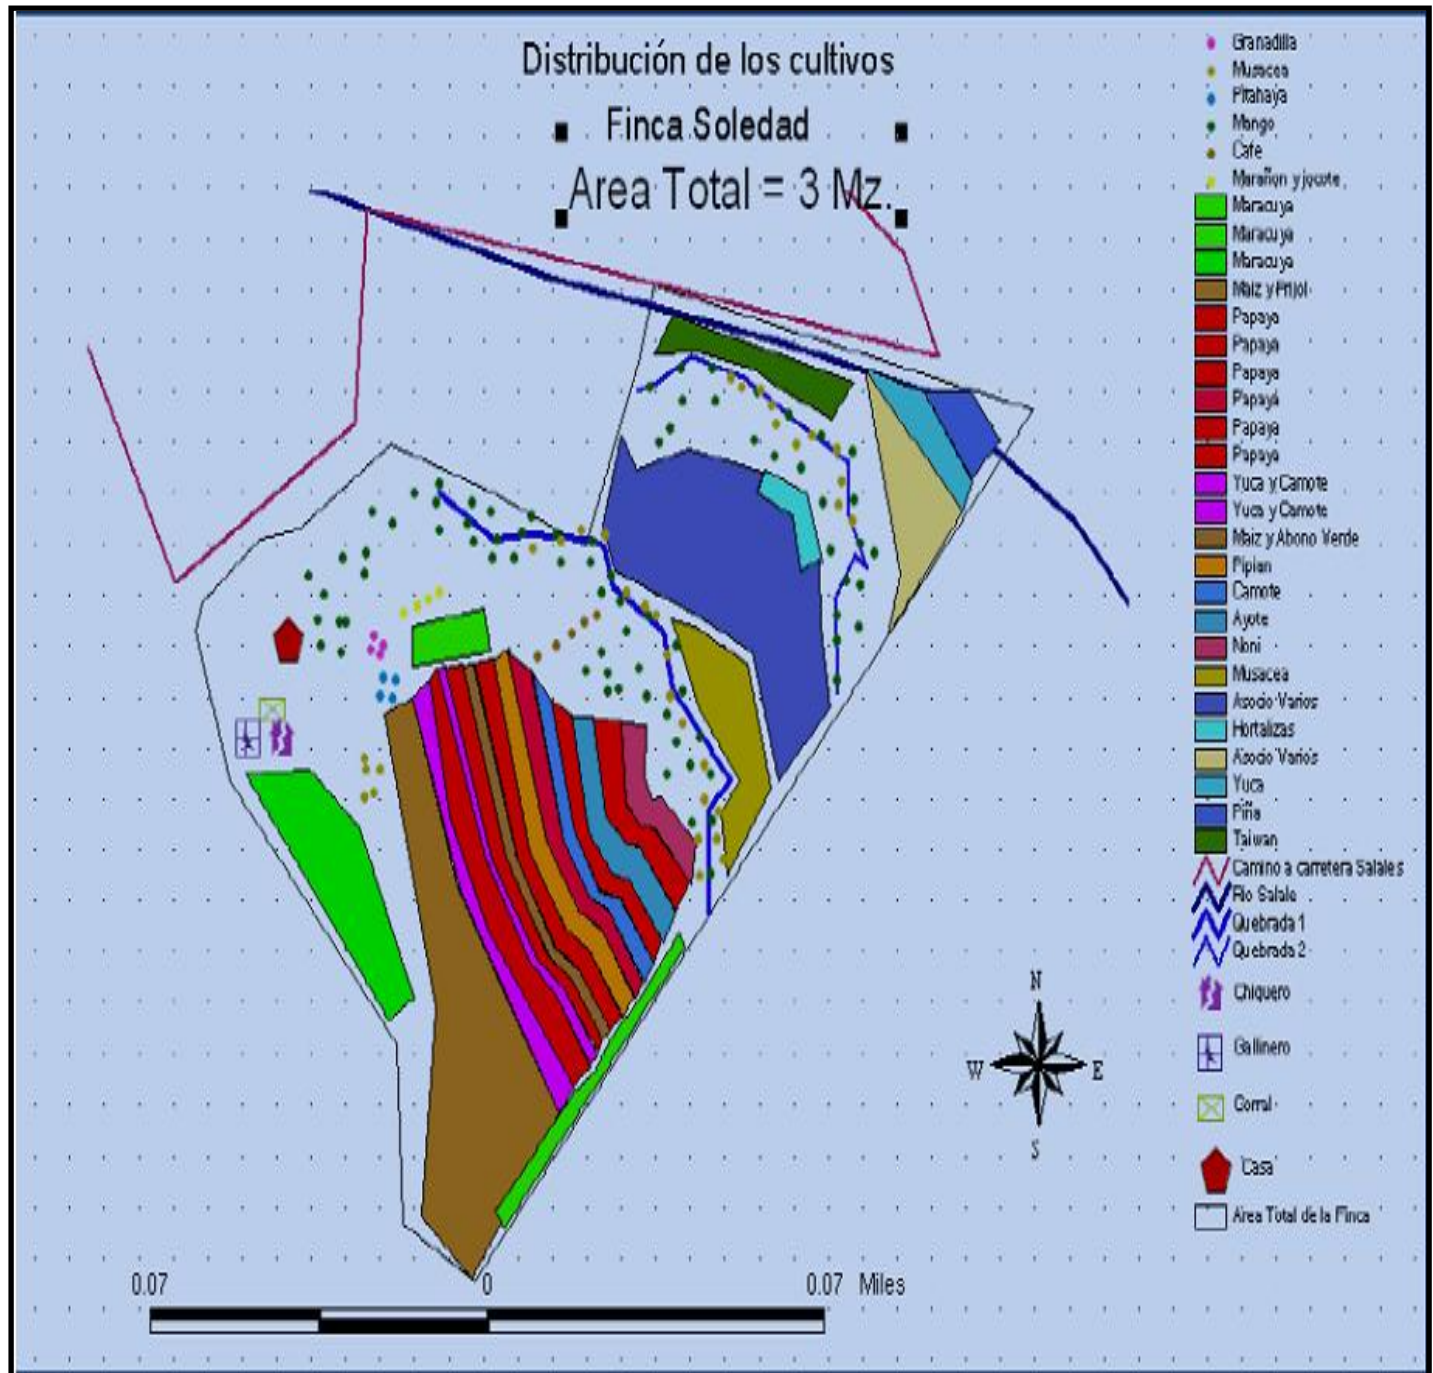 Distribución de los cultivos
Finca Soledad
Area Total = 3 Mz.
Granadilla
Musacea
Pitahaya
Mango
Cafe
Marañon y jocote
Maracuya
Maracuya
Maracuya
Maiz y Frijol
Papaya
Papaya
Papaya
Papaya
Papaya
Papaya
Yuca y Camote
Yuca y Camote
Maiz y Abono Verde
Pipian
Camote
Ayote
Noni
Musacea
Asocio Varios
Hortalizas
Asocio Varios
Yuca
Piña
Taiwan
Camino a carretera Salales
Rio Salale
Quebrada 1
Quebrada 2
Chiquero
Gallinero
Corral
Casa
Area Total de la Finca
N
W E
S
0.07 0 0.07 Miles